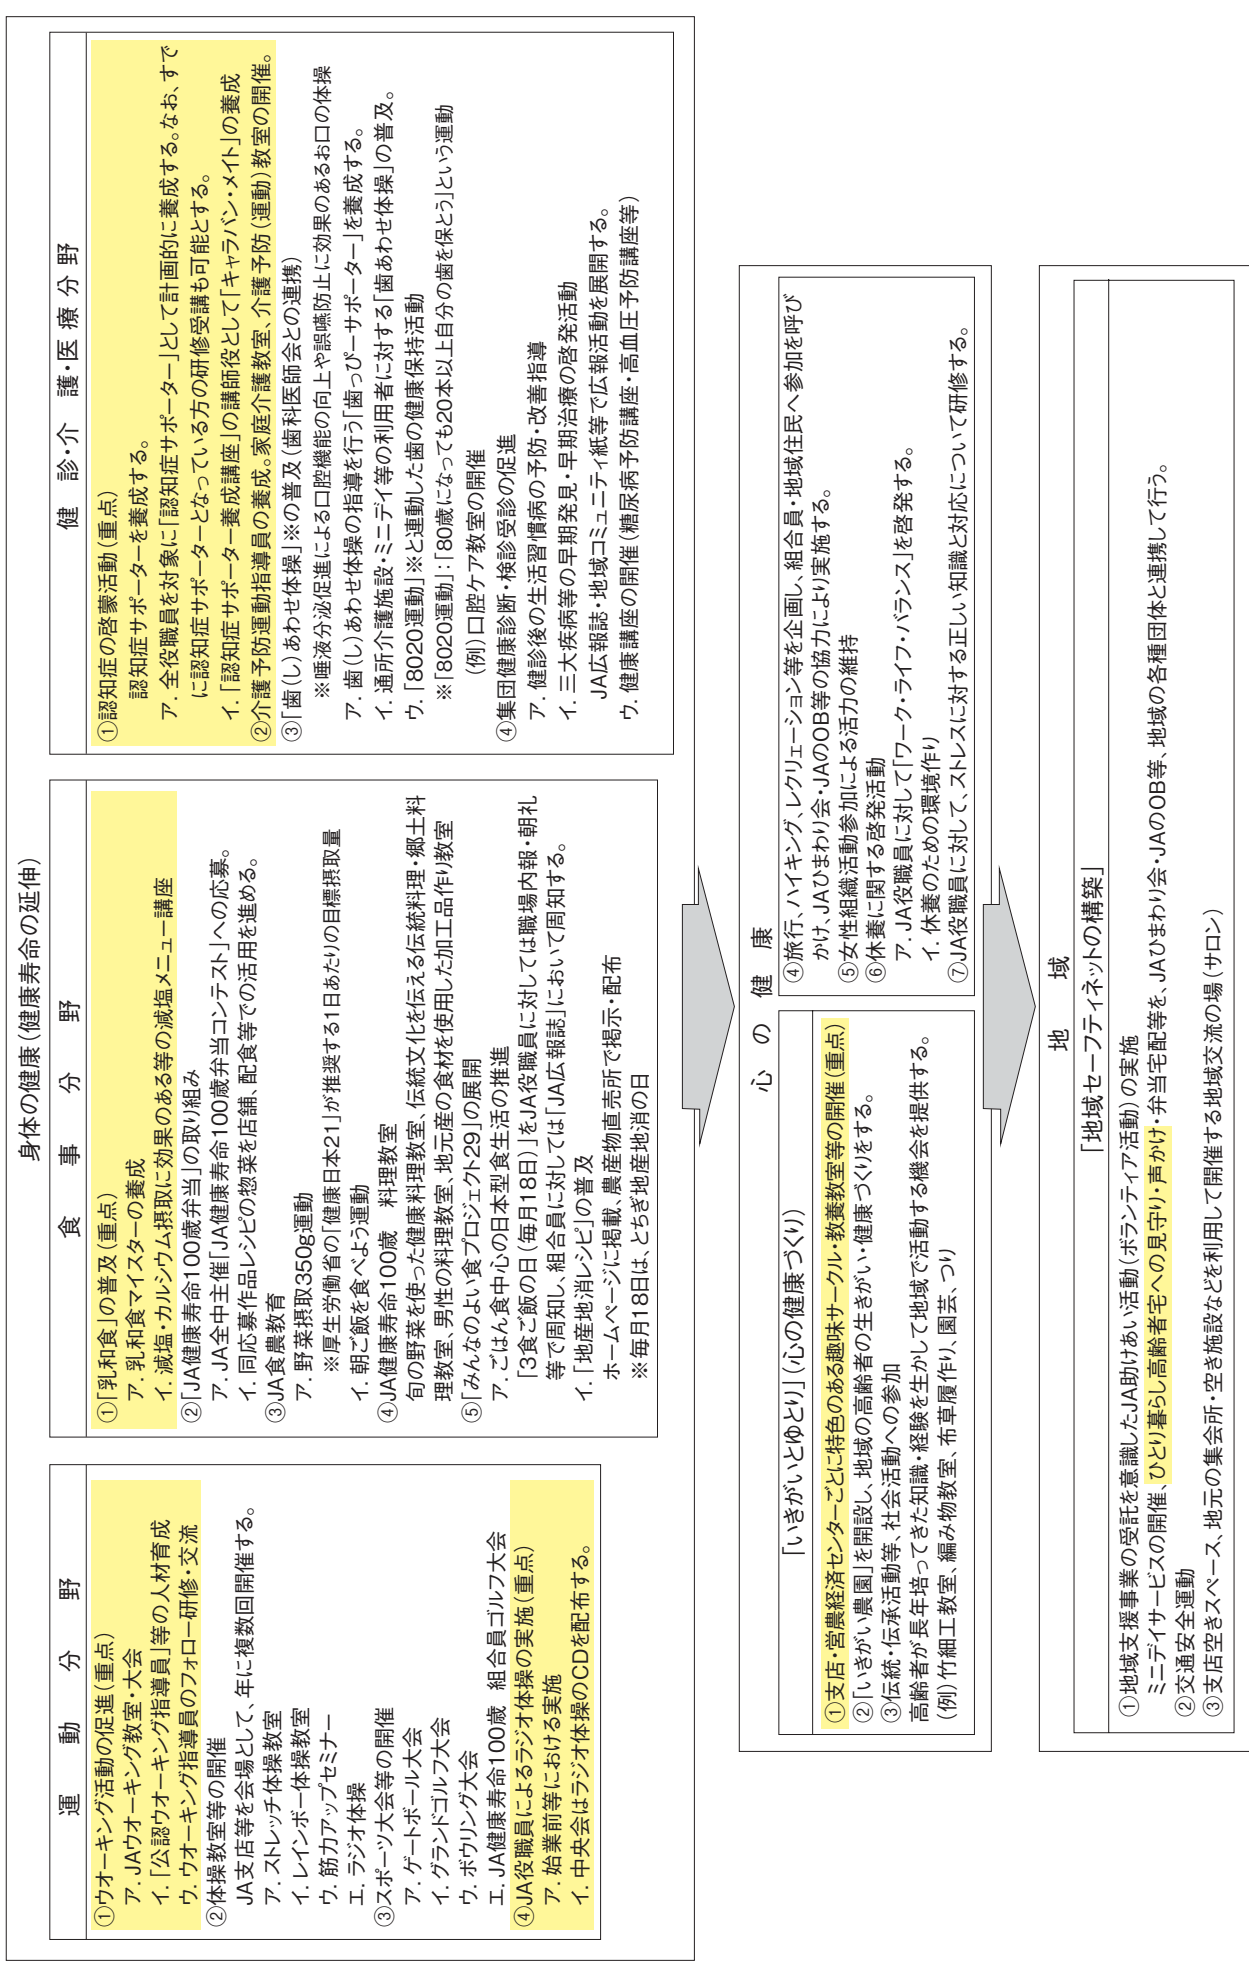 身体の健康(健康寿命の延伸)
運動分野
①ウオーキング活動の促進(重点)
ア．JAウオーキング教室・大会
イ．「公認ウオーキング指導員」等の人材育成
ウ．ウオーキング指導員のフォロー研修・交流
②体操教室等の開催
JA支店等を会場として、年に複数回開催する。
ア．ストレッチ体操教室
イ．レインボー体操教室
ウ．筋力アップセミナー
エ．ラジオ体操
③スポーツ大会等の開催
ア．ゲートボール大会
イ．グランドゴルフ大会
ウ．ボウリング大会
エ．JA健康寿命100歳　組合員ゴルフ大会
④JA役職員によるラジオ体操の実施(重点)
ア．始業前等における実施
イ．中央会はラジオ体操のCDを配布する。
食事分野
①「乳和食」の普及(重点)
ア．乳和食マイスターの養成
イ．減塩・カルシウム摂取に効果のある等の減塩メニュー講座
②「JA健康寿命100歳弁当」の取り組み
ア．JA全中主催「JA健康寿命100歳弁当コンテスト」への応募。
イ．同応募作品レシピの惣菜を店舗、配食等での活用を進める。
③JA食農教育
ア．野菜摂取350g運動
※厚生労働省の「健康日本21」が推奨する1日あたりの目標摂取量
イ．朝ご飯を食べよう運動
④JA健康寿命100歳　料理教室
旬の野菜を使った健康料理教室、伝統文化を伝える伝統料理・郷土料
理教室、男性の料理教室、地元産の食材を使用した加工品作り教室
⑤「みんなのよい食プロジェクト29」の展開
ア．ごはん食中心の日本型食生活の推進
「3食ご飯の日(毎月18日)」をJA役職員に対しては職場内報・朝礼
等で周知し、組合員に対しては「JA広報誌」において周知する。
イ．「地産地消レシピ」の普及
ホームページに掲載、農産物直売所で掲示・配布
※毎月18日は、とちぎ地産地消の日
健診・介護・医療分野
①認知症の啓蒙活動(重点)
認知症サポーターを養成する。
ア．全役職員を対象に「認知症サポーター」として計画的に養成する。なお、すで
に認知症サポーターとなっている方の研修受講も可能とする。
イ．「認知症サポーター養成講座」の講師役として「キャラバン・メイト」の養成
②介護予防運動指導員の養成。家庭介護教室、介護予防(運動)教室の開催。
③「歯(し)あわせ体操」※の普及(歯科医師会との連携)
※唾液分泌促進による口腔機能の向上や誤嚥防止に効果のあるお口の体操
ア．歯(し)あわせ体操の指導を行う「歯っぴーサポーター」を養成する。
イ．通所介護施設・ミニデイ等の利用者に対する「歯あわせ体操」の普及。
ウ．「8020運動」※と連動した歯の健康保持活動
※「8020運動」：「80歳になっても20本以上自分の歯を保とう」という運動
(例)口腔ケア教室の開催
④集団健康診断・検診受診の促進
ア．健診後の生活習慣病の予防・改善指導
イ．三大疾病等の早期発見・早期治療の啓発活動
JA広報誌・地域コミュニティ紙等で広報活動を展開する。
ウ．健康講座の開催(糖尿病予防講座・高血圧予防講座等)
心の健康
「いきがいとゆとり」(心の健康づくり)
①支店・営農経済センターごとに特色のある趣味サークル・教養教室等の開催(重点)
②「いきがい農園」を開設し、地域の高齢者の生きがい・健康づくりをする。
③伝統・伝承活動等、社会活動への参加
高齢者が長年培ってきた知識・経験を生かして地域で活動する機会を提供する。
(例)竹細工教室、編み物教室、布草履作り、園芸、つり
④旅行、ハイキング、レクリェーション等を企画し、組合員・地域住民へ参加を呼び
かけ、JAひまわり会・JAのOB等の協力により実施する。
⑤女性組織活動参加による活力の維持
⑥休養に関する啓発活動
ア．JA役職員に対して「ワーク・ライフ・バランス」を啓発する。
イ．休養のための環境作り
⑦JA役職員に対して、ストレスに対する正しい知識と対応について研修する。
地域
「地域セーフティネットの構築」
①地域支援事業の受託を意識したJA助けあい活動(ボランティア活動)の実施
ミニデイサービスの開催、ひとり暮らし高齢者宅への見守り・声かけ・弁当宅配等を、JAひまわり会・JAのOB等、地域の各種団体と連携して行う。
②交通安全運動
③支店空きスペース、地元の集会所・空き施設などを利用して開催する地域交流の場(サロン)